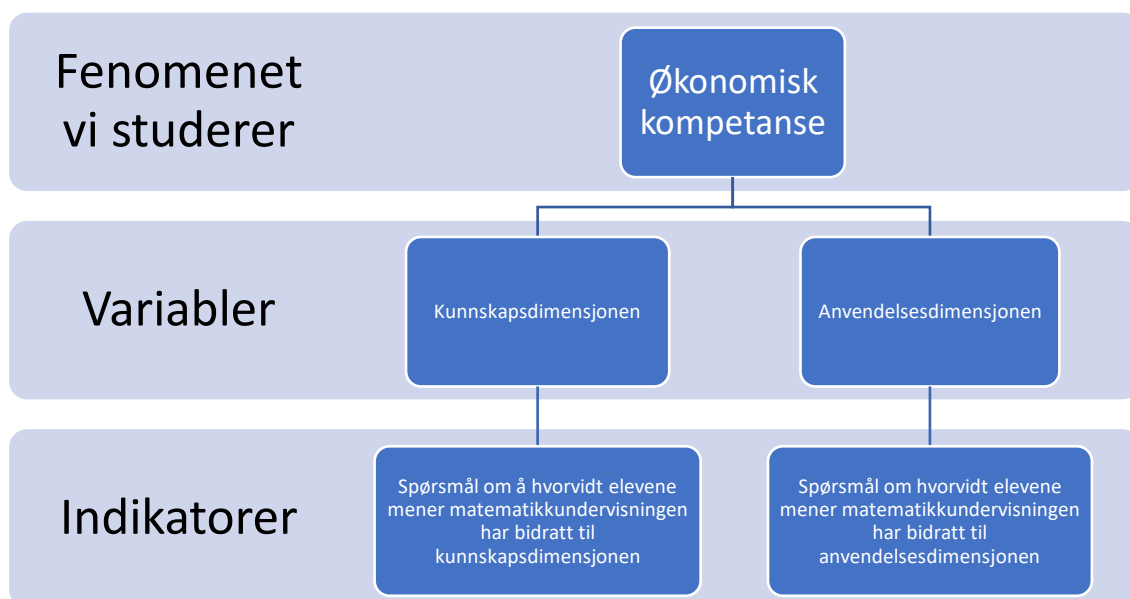 Fenomenet
vi studerer
Økonomisk
kompetanse
Variabler
Kunnskapsdimensjonen
Anvendelsesdimensjonen
Indikatorer
Spørsmål om å hvorvidt elevene
mener matematikkundervisningen
har bidratt til
kunnskapsdimensjonen
Spørsmål om hvorvidt elevene
mener matematikkundervisningen
har bidratt til
anvendelsesdimensjonen